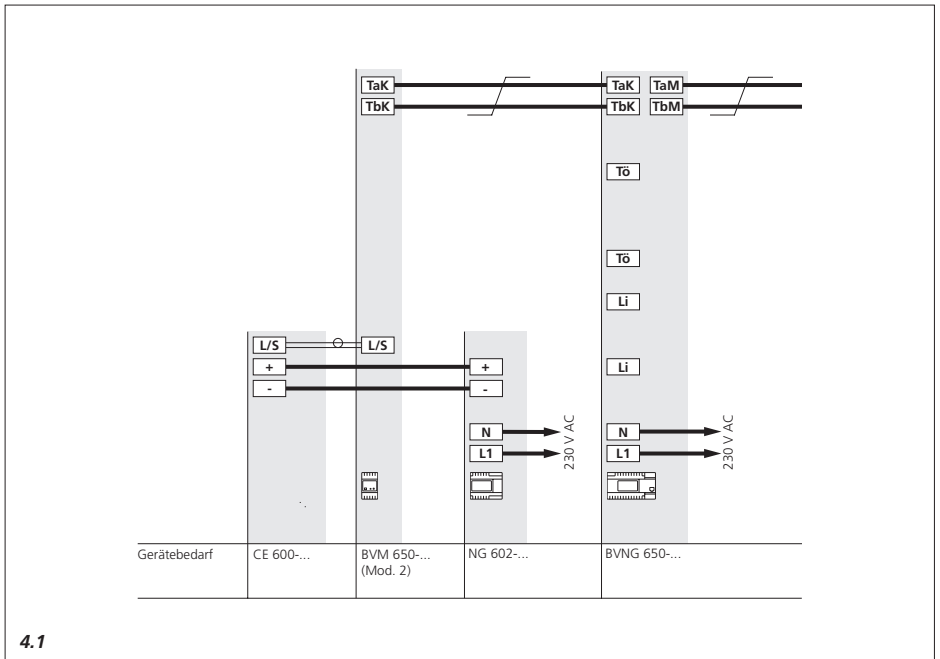 TaK TaK TaM
TbK TbK TbM
Tö
Tö
Li
L/S L/S
+ + Li
- -
N N
L1 L1
230 V AC 230 V AC
Gerätebedarf CE 600-... BVM 650-... NG 602-... BVNG 650-...
(Mod. 2)
4.1